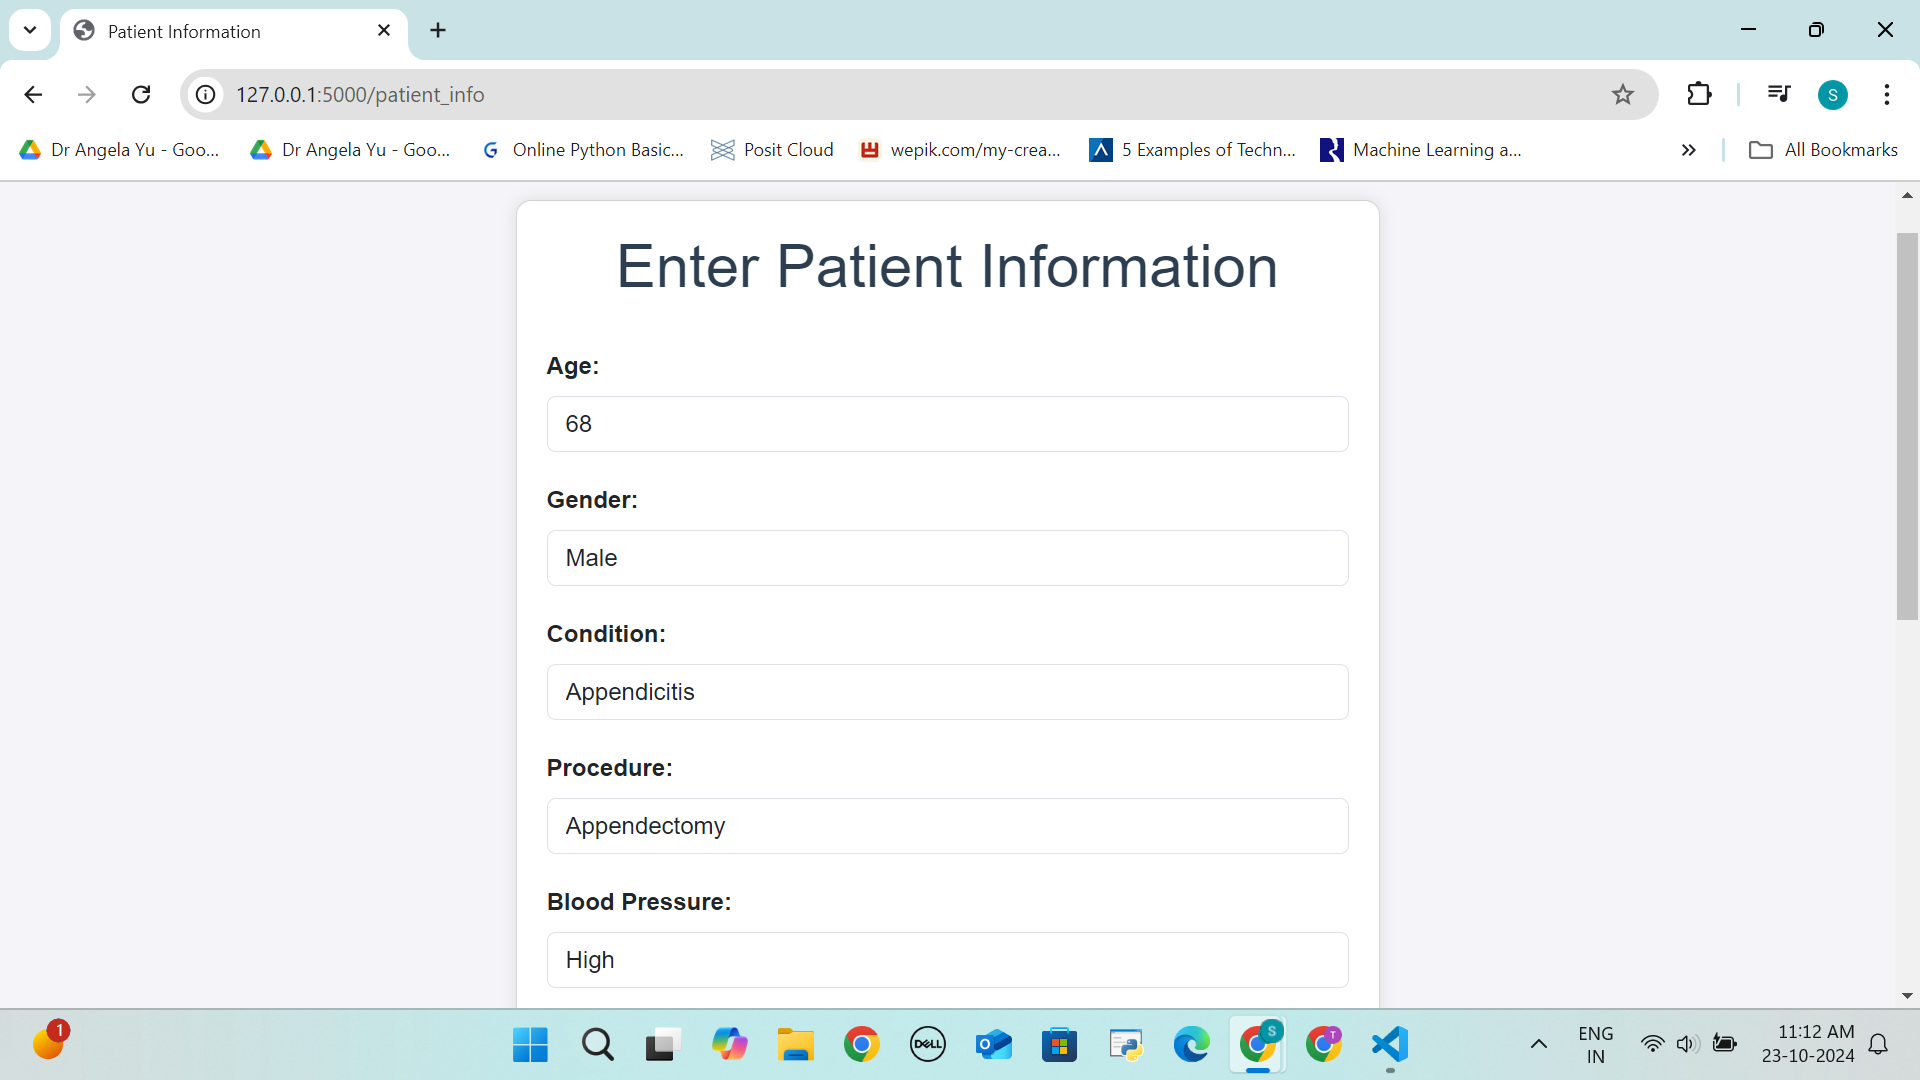 Patient Information
127.0.0.1:5000/patient_info
S
Dr Angela Yu - Goo...
Dr Angela Yu - Goo...
Online Python Basic...
Posit Cloud
wepik.com/my-crea...
5 Examples of Techn...
Machine Learning a...
All Bookmarks
Enter Patient Information
Age:
68
Gender:
Male
Condition:
Appendicitis
Procedure:
Appendectomy
Blood Pressure:
High
1
DELL
S
T
ENG
IN
11:12 AM
23-10-2024